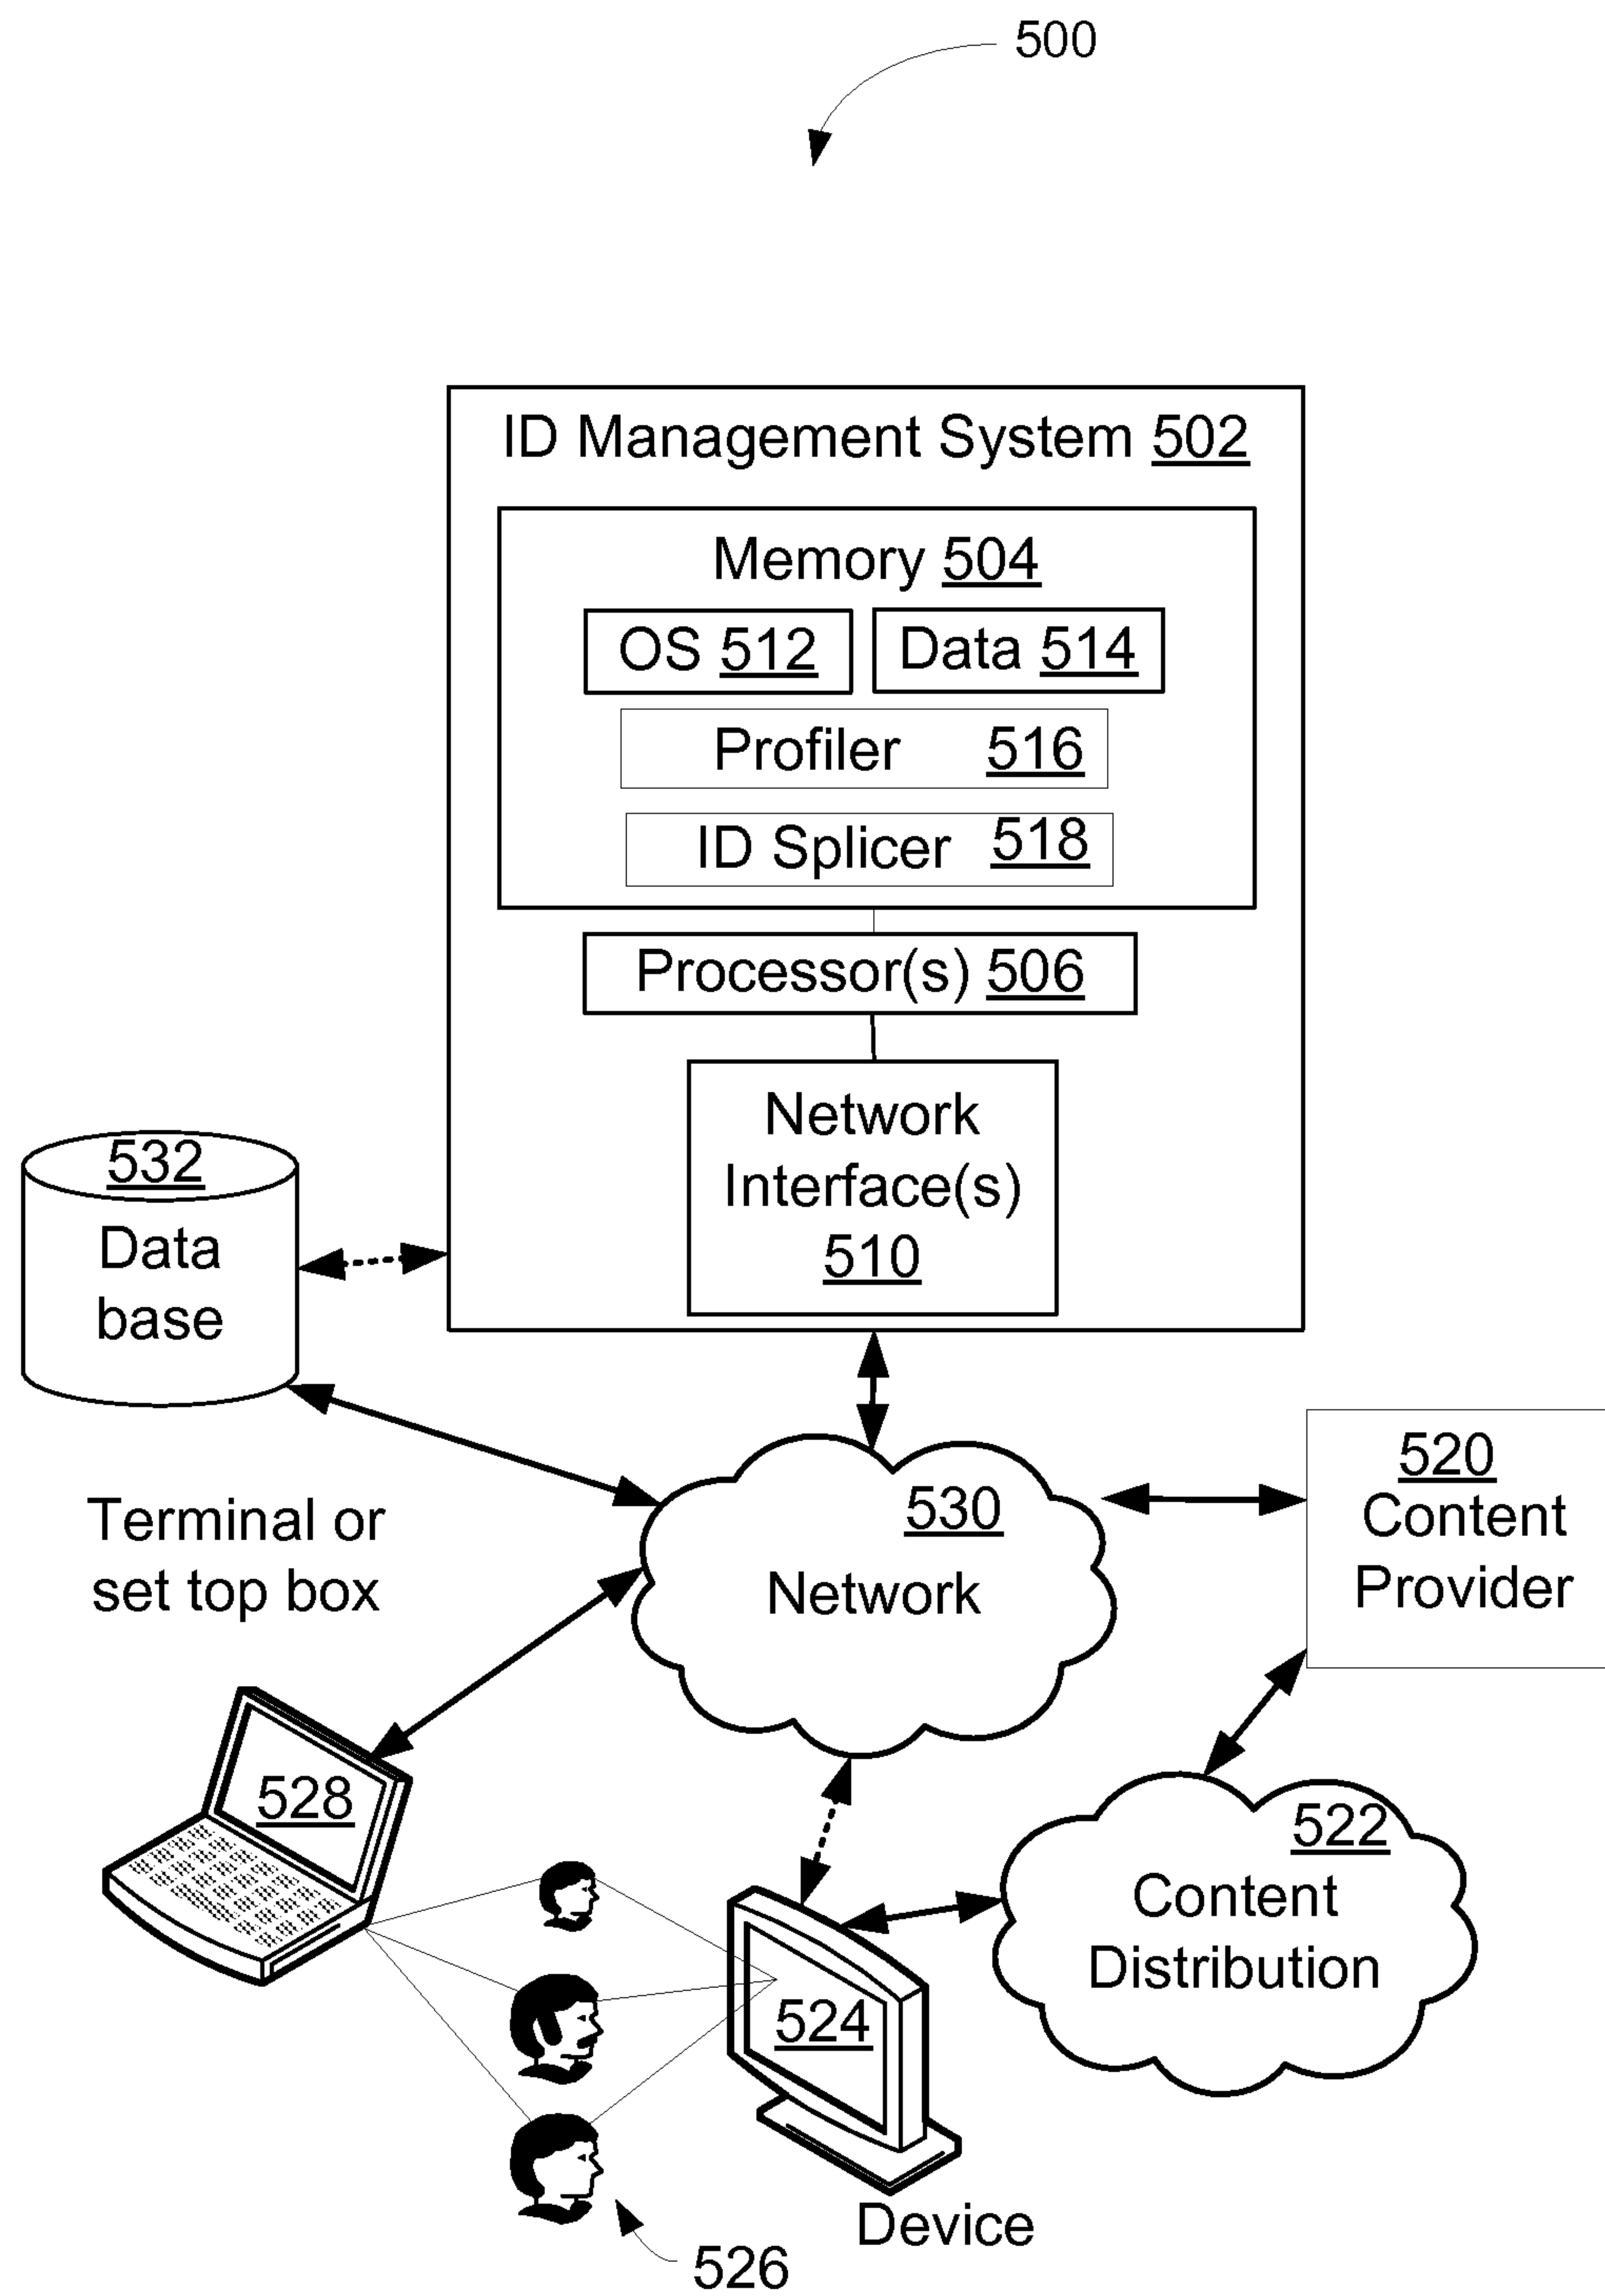 500
ID Management System 502
Memory 504
OS 512
Data 514
Profiler 516
ID Splicer 518
Processor(s) 506
Network
Interface(s)
510
532
Data
base
520
Content
Provider
530
Network
Terminal or
set top box
528
522
Content
Distribution
524
Device
526